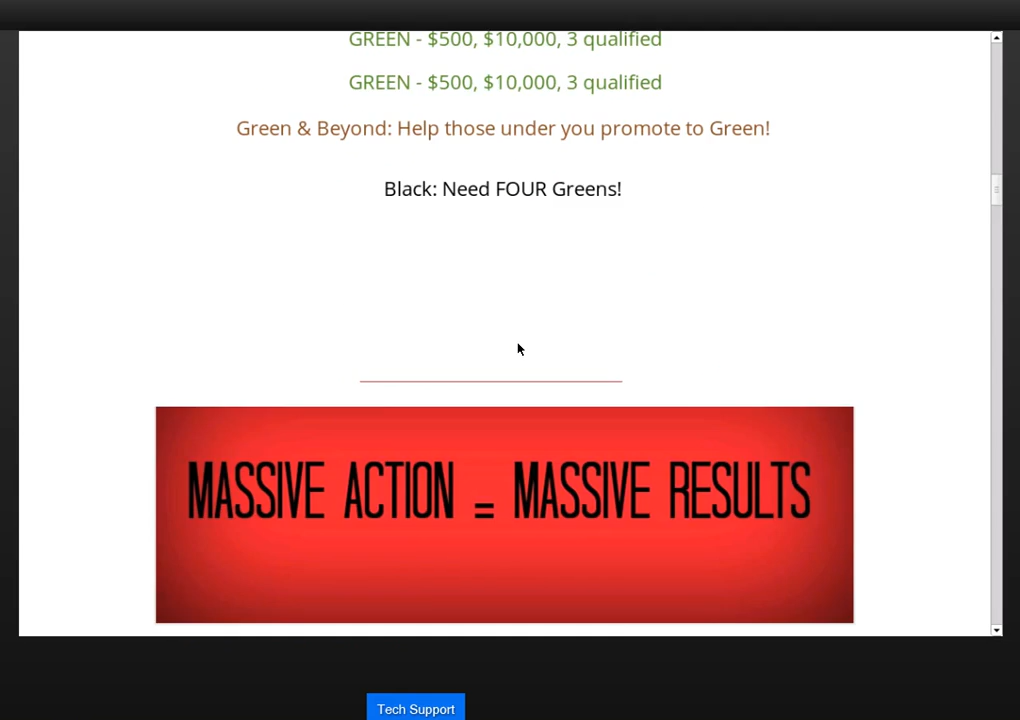 GREEN - $500, $10,000, 3 qualified
GREEN - $500, $10,000, 3 qualified
Green & Beyond: Help those under you promote to Green!
Black: Need FOUR Greens!
MASSIVE ACTION = MASSIVE RESULTS
Tech Support